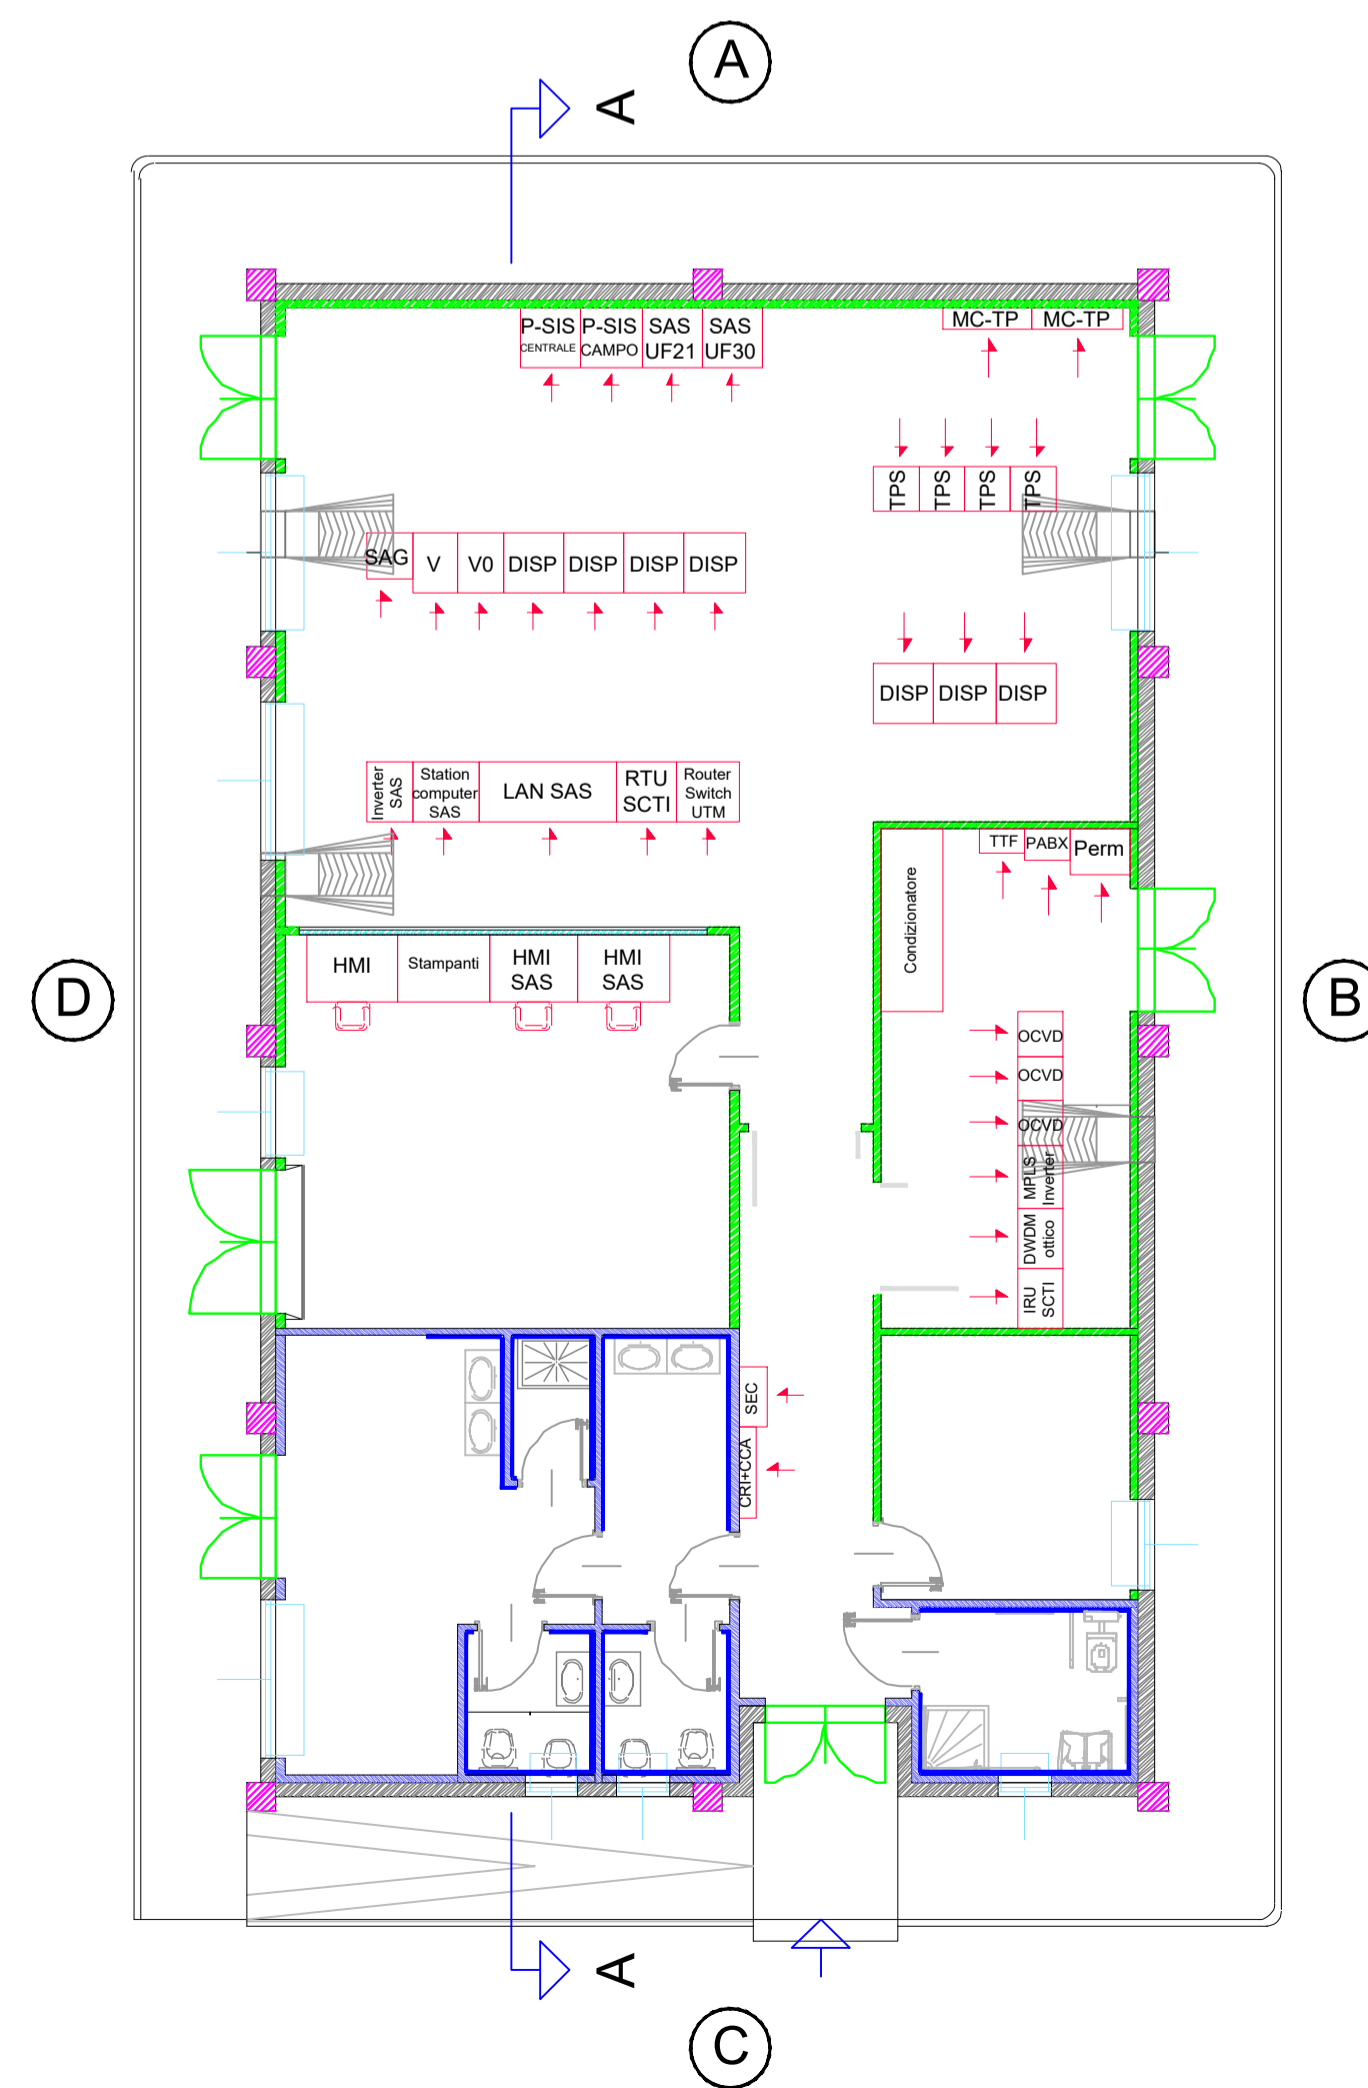 A
A
P-SIS
CENTRALE
P-SIS
CAMPO
SAS
UF21
SAS
UF30
MC-TP
MC-TP
TPS
TPS
TPS
TPS
SAG
V
V0
DISP
DISP
DISP
DISP
DISP
DISP
DISP
Inverter
SAS
Station
computer
SAS
LAN SAS
RTU
SCTI
Router
Switch
UTM
TTF
PABX
Perm
Condizionatore
HMI
Stampanti
HMI
SAS
HMI
SAS
D
B
OCVD
OCVD
OCVD
MPLS
Inverter
DWDM
ottico
IRU
SCTI
SEC
CRI+CCA
A
C